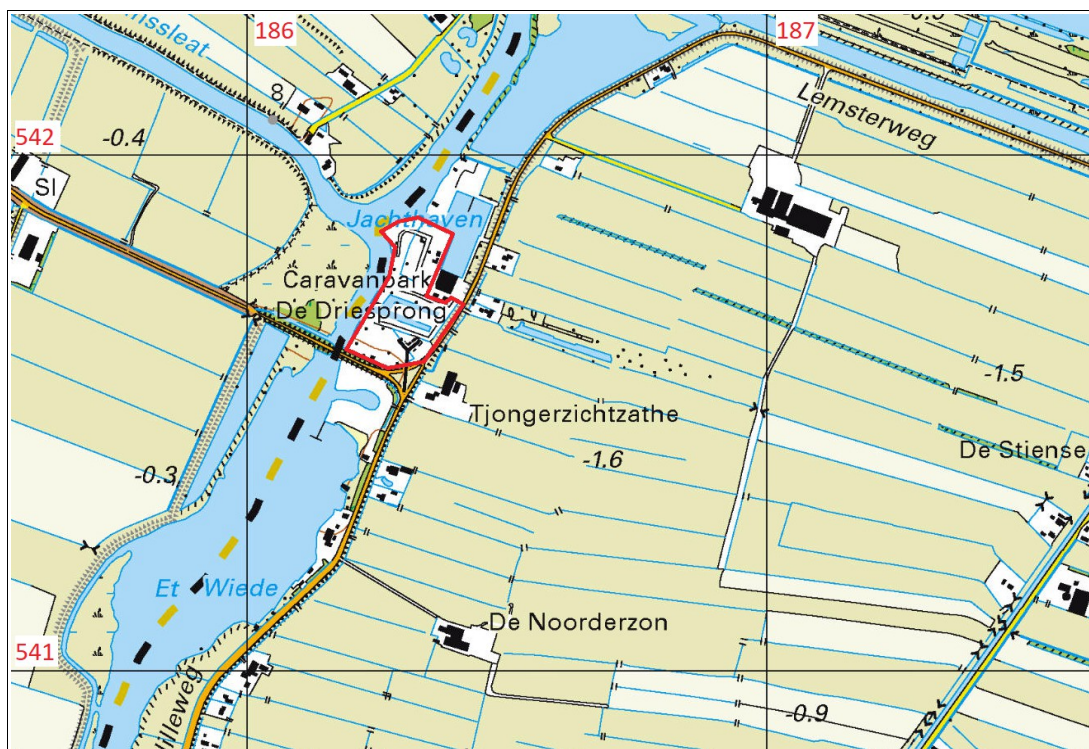 186
187
8
Lemsterweg
542
-0.4
SI
Jachthaven
Caravanpark
De Driesprong
-1.5
Tjongerzichtzathe
-1.6
De Stiense
-0.3
Et Wiede
De Noorderzon
541
-0.9